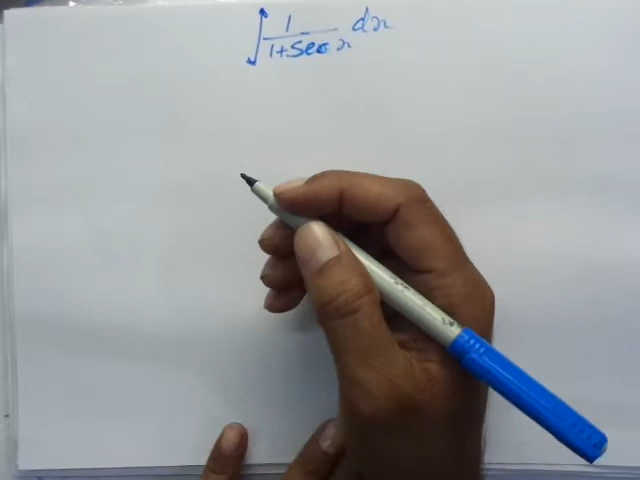 ∫ 1/(1+Sec x) dx